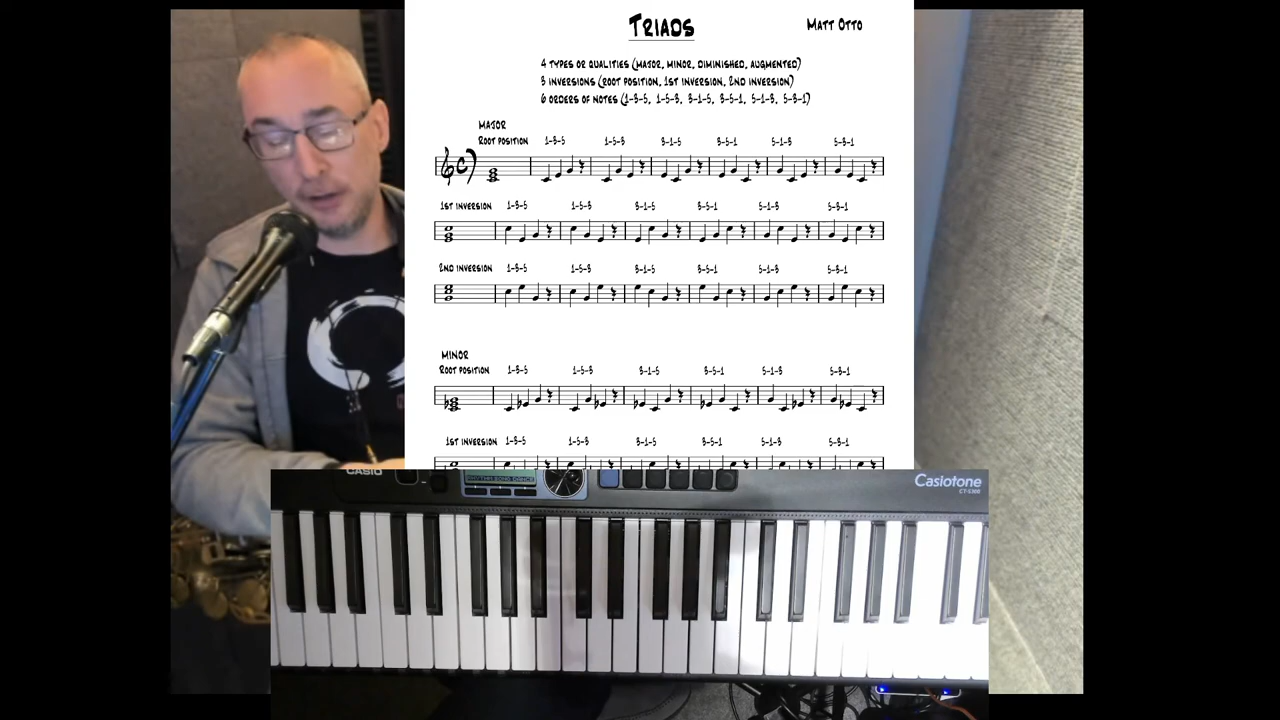 TRIADS
MATT OTTO
4 TYPES OR QUALITIES (MAJOR, MINOR, DIMINISHED, AUGMENTED)
3 INVERSIONS (ROOT POSITION, 1ST INVERSION, 2ND INVERSION)
6 ORDERS OF NOTES (1-3-5, 1-5-3, 3-1-5, 3-5-1, 5-1-3, 5-3-1)
MAJOR
ROOT POSITION 1-3-5 1-5-3 3-1-5 3-5-1 5-1-3 5-3-1
1ST INVERSION 1-3-5 1-5-3 3-1-5 3-5-1 5-1-3 5-3-1
2ND INVERSION 1-3-5 1-5-3 3-1-5 3-5-1 5-1-3 5-3-1
MINOR
ROOT POSITION 1-3-5 1-5-3 3-1-5 3-5-1 5-1-3 5-3-1
1ST INVERSION 1-3-5 1-5-3 3-1-5 3-5-1 5-1-3 5-3-1
CASIO
Casiotone